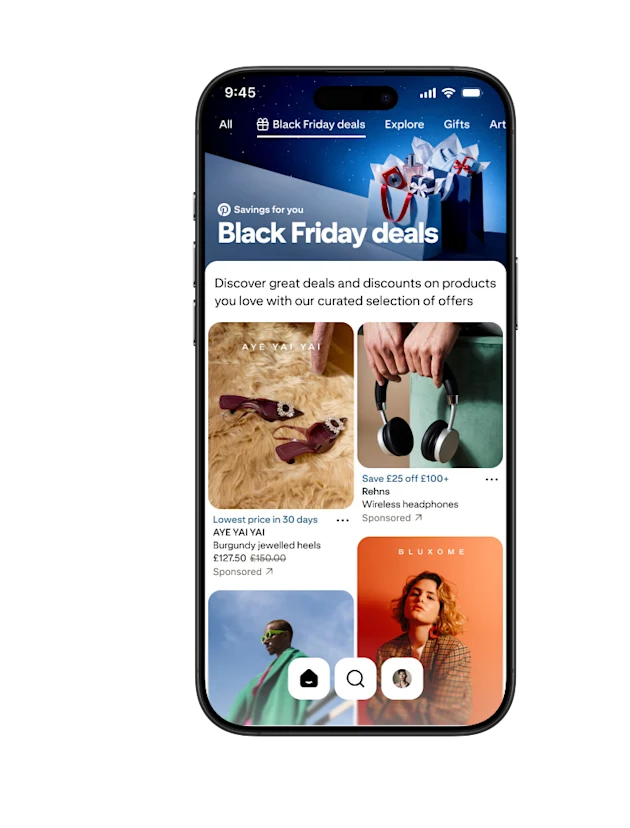 9:45
All
Black Friday deals
Explore
Gifts
Art
Savings for you
Black Friday deals
Discover great deals and discounts on products
you love with our curated selection of offers
AYE YAI YAI
Lowest price in 30 days
AYE YAI YAI
Burgundy jewelled heels
£127.50 £150.00
Sponsored
Save £25 off £100+
Rehns
Wireless headphones
Sponsored
BLUXOME